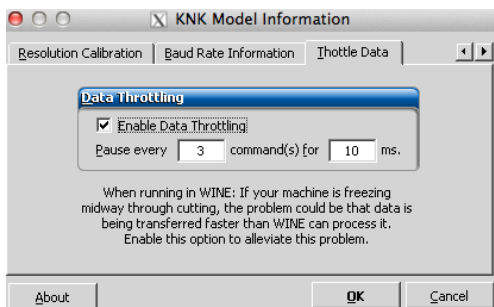 KNK Model Information
Resolution Calibration Baud Rate Information Thottle Data
Data Throttling
Enable Data Throttling
Pause every 3 command(s) for 10 ms.
When running in WINE: If your machine is freezing
midway through cutting, the problem could be that data is
being transferred faster than WINE can process it.
Enable this option to alleviate this problem.
About OK Cancel